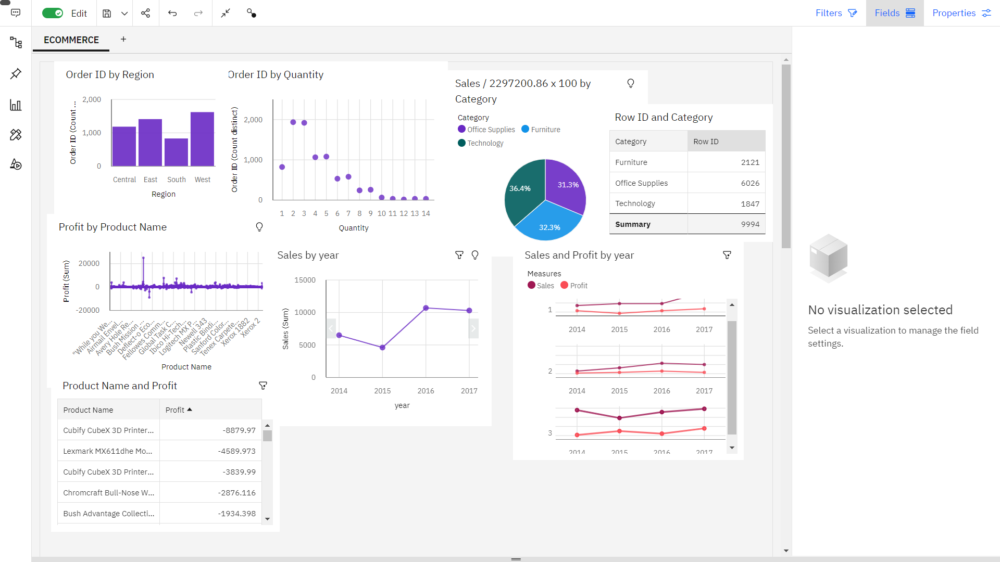 Edit
Filters
Fields
Properties
ECOMMERCE
+
Order ID by Region
Order ID (Count ...
2,000
1,000
0
Central East South West
Region
Order ID by Quantity
Order ID (Count distinct)
2,000
1,000
0
1 2 3 4 5 6 7 8 9 10 11 12 13 14
Quantity
Sales / 2297200.86 x 100 by
Category
Category
Office Supplies Furniture
Technology
36.4% 31.3%
32.3%
Row ID and Category
Category Row ID
Furniture 2121
Office Supplies 6026
Technology 1847
Summary 9994
Profit by Product Name
Profit (Sum)
20000
0
-20000
"While you We...
Airmail Envel...
Avery Hole Re...
Bush Mission ...
Deflect-o Eco...
Fellowes Comm...
Global Task C...
Ibico Hi-Tech...
Logitech MX P...
Newell 343
Plastic Bindi...
Sanford Color...
Tenex Carpete...
Xerox 1882
Xerox 2
Product Name
Sales by year
Sales (Sum)
15000
10000
5000
0
2014 2015 2016 2017
year
Sales and Profit by year
Measures
Sales Profit
1
2014 2015 2016 2017
2
2014 2015 2016 2017
3
2014 2015 2016 2017
Product Name and Profit
Product Name Profit
Cubify CubeX 3D Printer... -8879.97
Lexmark MX611dhe Mo... -4589.973
Cubify CubeX 3D Printer... -3839.99
Chromcraft Bull-Nose W... -2876.116
Bush Advantage Collecti... -1934.398
No visualization selected
Select a visualization to manage the field
settings.